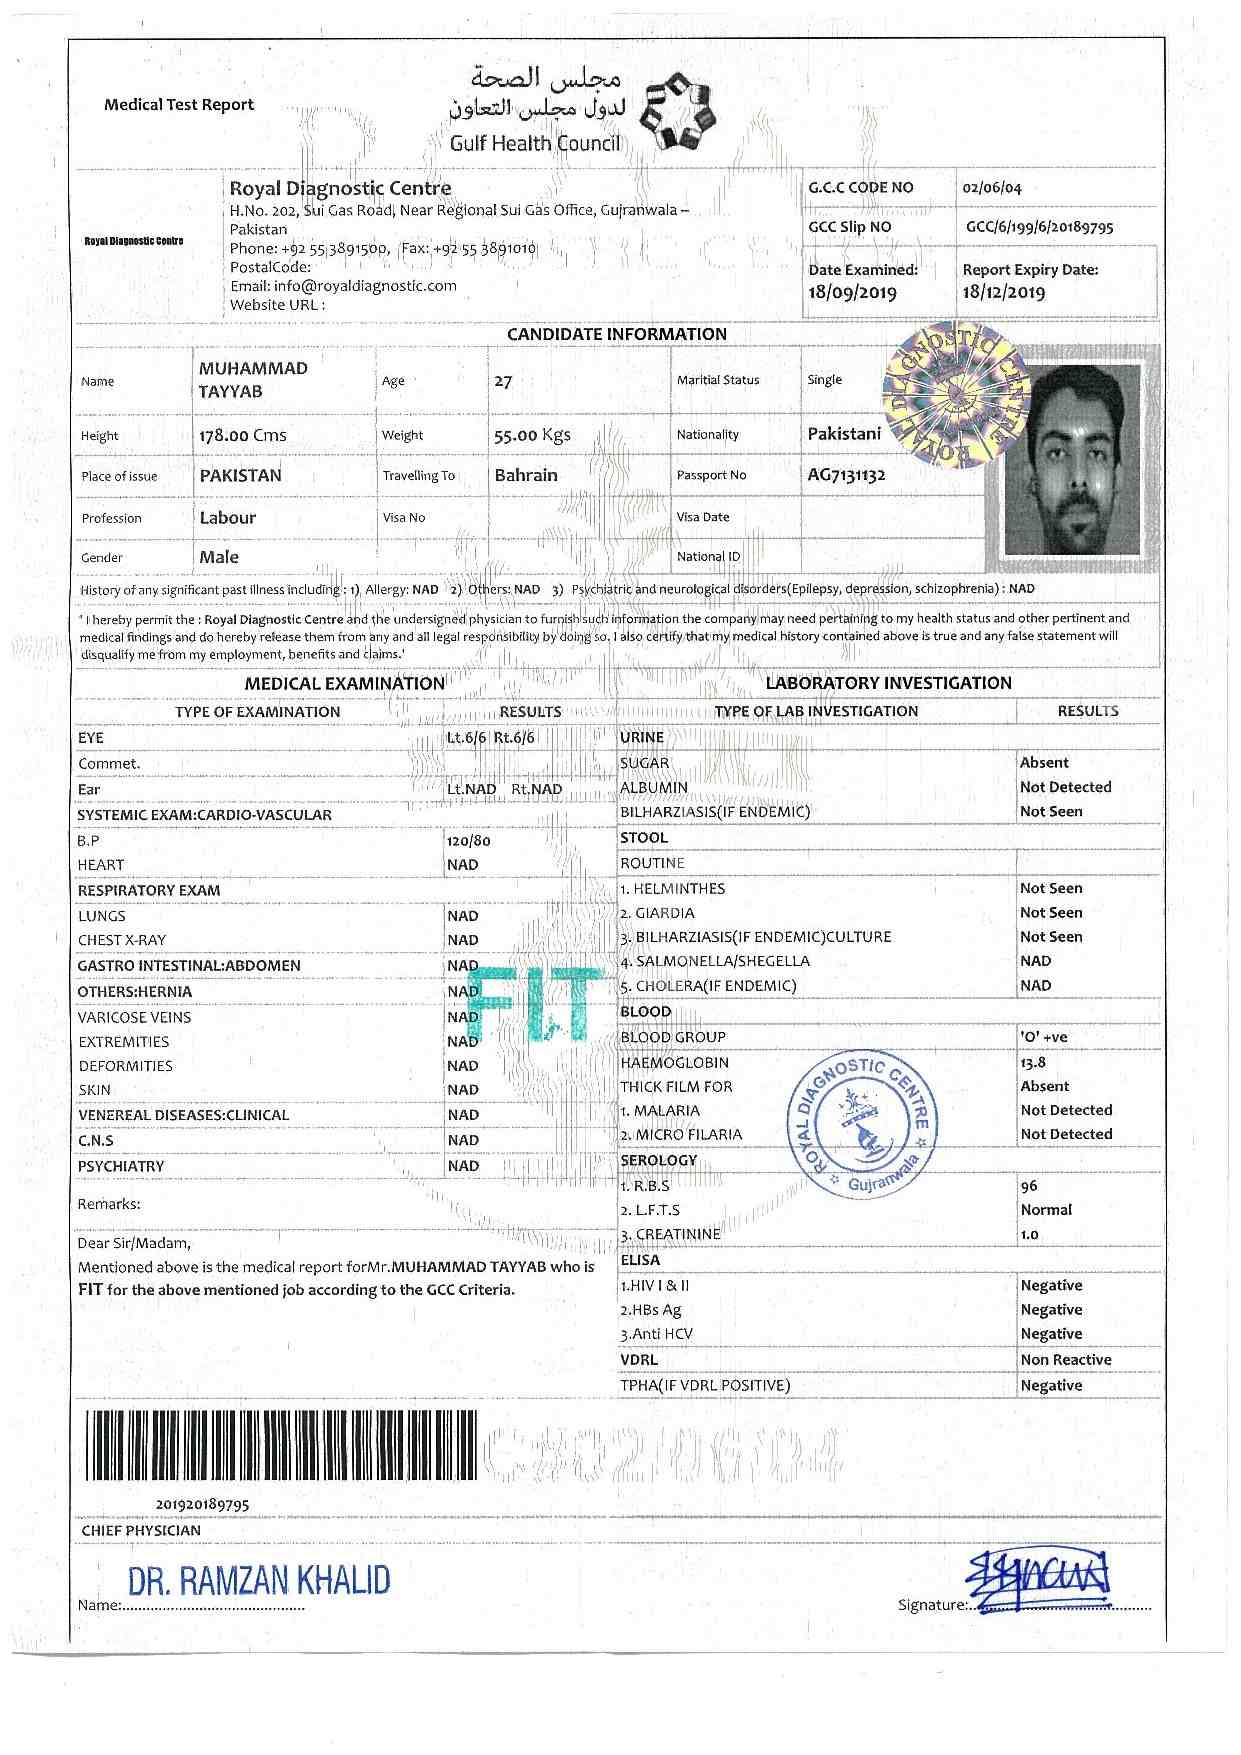 Medical Test Report
مجلس الصحة
لدول مجلس التعاون
Gulf Health Council
Royal Diagnostic Centre
Royal Diagnostic Centre
H.No. 202, Sui Gas Road, Near Regional Sui Gas Office, Gujranwala –
Pakistan
Phone: +92 55 3891500, Fax: +92 55 3891010
PostalCode:
Email: info@royaldiagnostic.com
Website URL :
G.C.C CODE NO 02/06/04
GCC Slip NO GCC/6/199/6/20189795
Date Examined: Report Expiry Date:
18/09/2019 18/12/2019
CANDIDATE INFORMATION
Name MUHAMMAD TAYYAB Age 27 Maritial Status Single
Height 178.00 Cms Weight 55.00 Kgs Nationality Pakistani
Place of issue PAKISTAN Travelling To Bahrain Passport No AG7131132
Profession Labour Visa No Visa Date
Gender Male National ID
ROYAL DIAGNOSTIC CENTRE
History of any significant past illness including : 1) Allergy: NAD 2) Others: NAD 3) Psychiatric and neurological disorders(Epilepsy, depression, schizophrenia) : NAD
' I hereby permit the : Royal Diagnostic Centre and the undersigned physician to furnish such information the company may need pertaining to my health status and other pertinent and
medical findings and do hereby release them from any and all legal responsibility by doing so. I also certify that my medical history contained above is true and any false statement will
disqualify me from my employment, benefits and claims.'
MEDICAL EXAMINATION
TYPE OF EXAMINATION RESULTS
EYE Lt.6/6 Rt.6/6
Commet.
Ear Lt.NAD Rt.NAD
SYSTEMIC EXAM:CARDIO-VASCULAR
B.P 120/80
HEART NAD
RESPIRATORY EXAM
LUNGS NAD
CHEST X-RAY NAD
GASTRO INTESTINAL:ABDOMEN NAD
OTHERS:HERNIA NAD
VARICOSE VEINS NAD
EXTREMITIES NAD
DEFORMITIES NAD
SKIN NAD
VENEREAL DISEASES:CLINICAL NAD
C.N.S NAD
PSYCHIATRY NAD
FIT
Remarks:
Dear Sir/Madam,
Mentioned above is the medical report forMr.MUHAMMAD TAYYAB who is
FIT for the above mentioned job according to the GCC Criteria.
LABORATORY INVESTIGATION
TYPE OF LAB INVESTIGATION RESULTS
URINE
SUGAR Absent
ALBUMIN Not Detected
BILHARZIASIS(IF ENDEMIC) Not Seen
STOOL
ROUTINE
1. HELMINTHES Not Seen
2. GIARDIA Not Seen
3. BILHARZIASIS(IF ENDEMIC)CULTURE Not Seen
4. SALMONELLA/SHEGELLA NAD
5. CHOLERA(IF ENDEMIC) NAD
BLOOD
BLOOD GROUP 'O' +ve
HAEMOGLOBIN 13.8
THICK FILM FOR Absent
1. MALARIA Not Detected
2. MICRO FILARIA Not Detected
SEROLOGY
1. R.B.S 96
2. L.F.T.S Normal
3. CREATININE 1.0
ELISA
1.HIV I & II Negative
2.HBs Ag Negative
3.Anti HCV Negative
VDRL Non Reactive
TPHA(IF VDRL POSITIVE) Negative
ROYAL DIAGNOSTIC CENTRE
Gujranwala
201920189795
CHIEF PHYSICIAN
DR. RAMZAN KHALID
Name:
Signature: